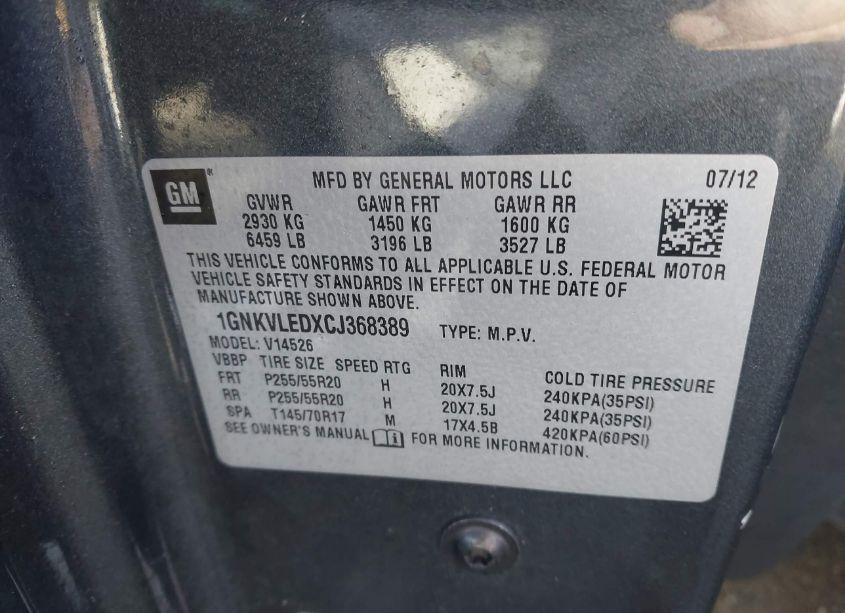 GM
MFD BY GENERAL MOTORS LLC 07/12
GVWR GAWR FRT GAWR RR
2930 KG 1450 KG 1600 KG
6459 LB 3196 LB 3527 LB
THIS VEHICLE CONFORMS TO ALL APPLICABLE U.S. FEDERAL MOTOR
VEHICLE SAFETY STANDARDS IN EFFECT ON THE DATE OF
MANUFACTURE SHOWN ABOVE.
1GNKVLEDXCJ368389 TYPE: M.P.V.
MODEL: V14526
VBBP TIRE SIZE SPEED RTG RIM COLD TIRE PRESSURE
FRT P255/55R20 H 20X7.5J 240KPA(35PSI)
RR P255/55R20 H 20X7.5J 240KPA(35PSI)
SPA T145/70R17 M 17X4.5B 420KPA(60PSI)
SEE OWNER'S MANUAL FOR MORE INFORMATION.